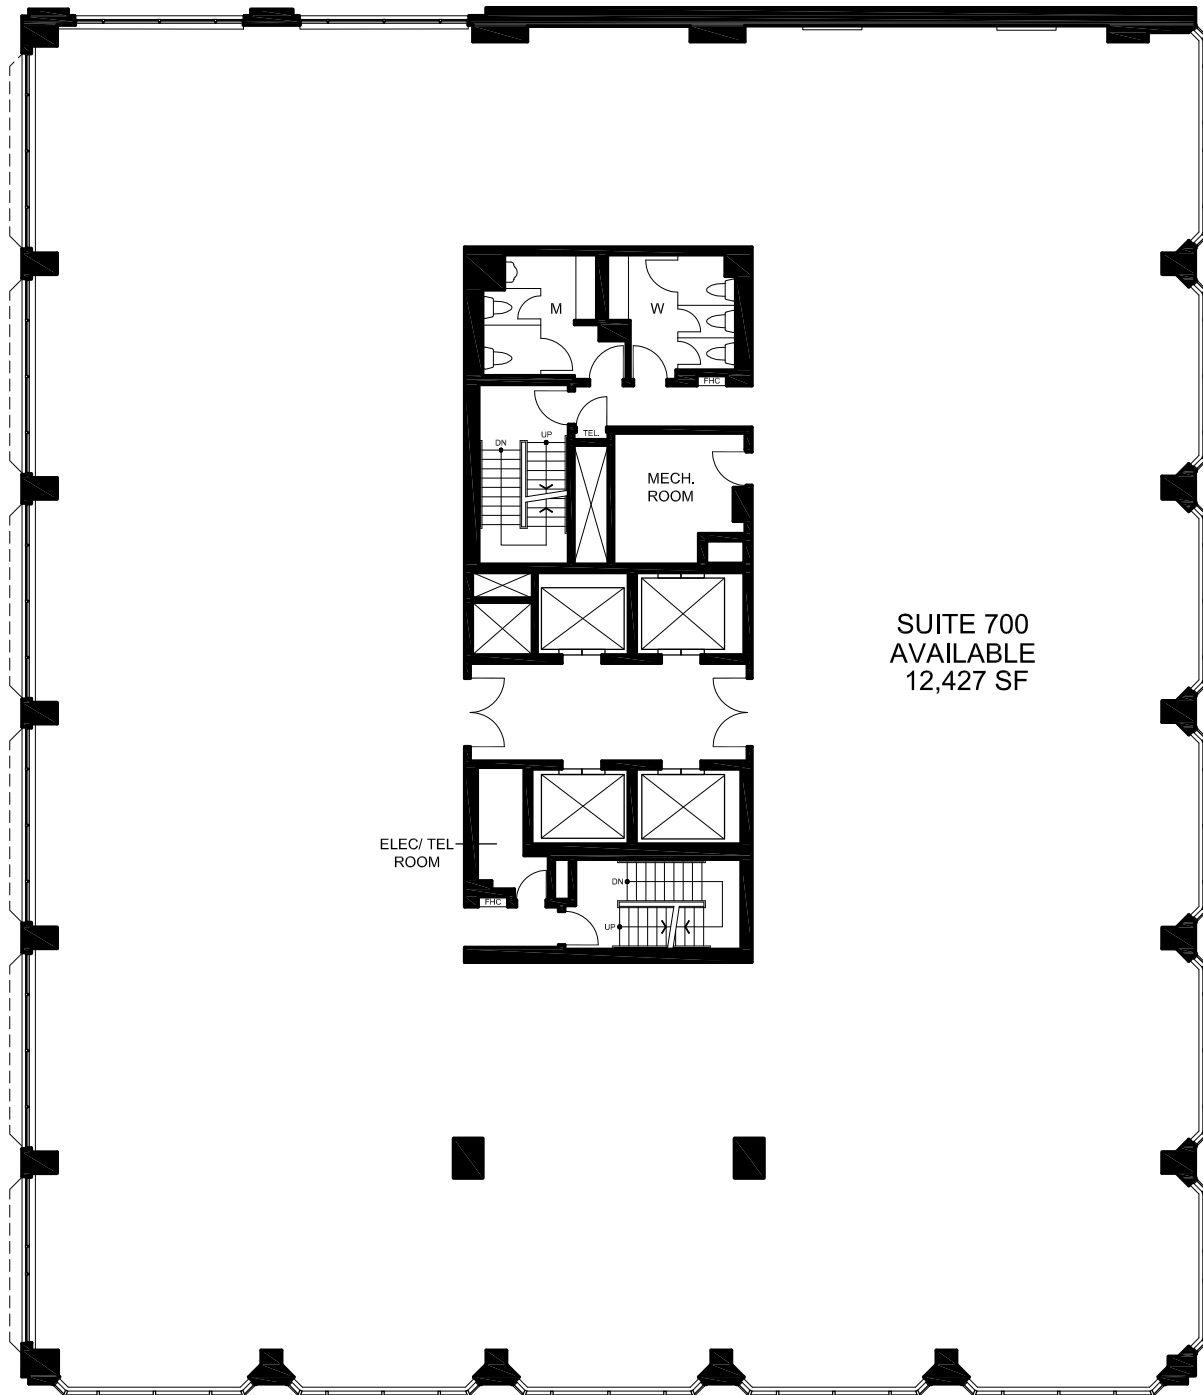 M
W
FHC
TEL.
DN
UP
MECH.
ROOM
SUITE 700
AVAILABLE
12,427 SF
ELEC/ TEL
ROOM
FHC
DN
UP